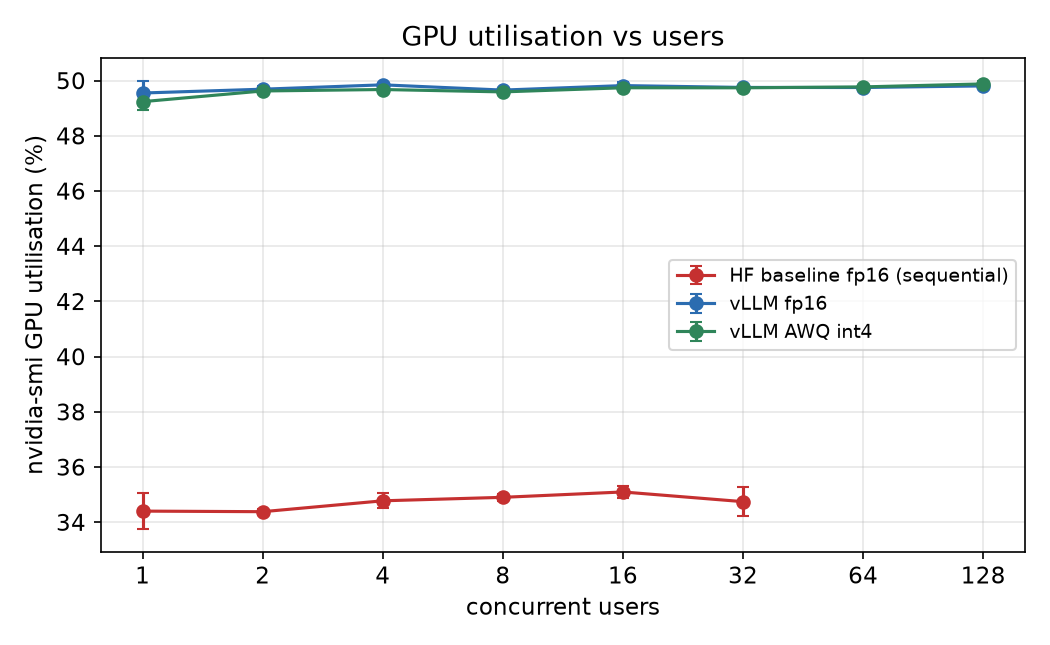 GPU utilisation vs users
nvidia-smi GPU utilisation (%)
50
48
46
44
42
40
38
36
34
HF baseline fp16 (sequential)
vLLM fp16
vLLM AWQ int4
1 2 4 8 16 32 64 128
concurrent users